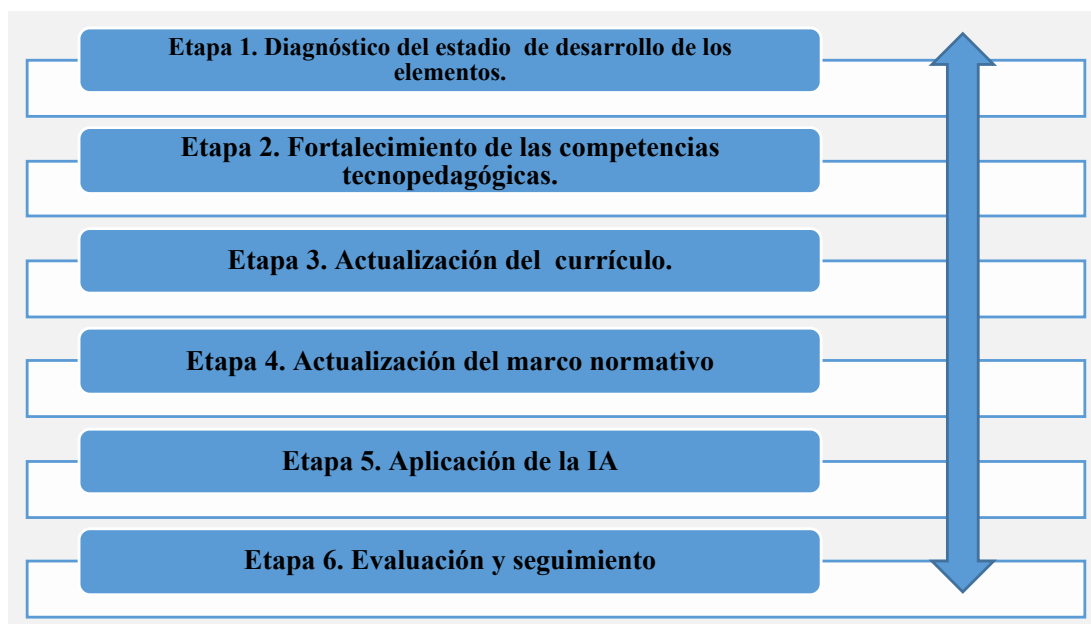 Etapa 1. Diagnóstico del estadio de desarrollo de los
elementos.
Etapa 2. Fortalecimiento de las competencias
tecnopedagógicas.
Etapa 3. Actualización del currículo.
Etapa 4. Actualización del marco normativo
Etapa 5. Aplicación de la IA
Etapa 6. Evaluación y seguimiento